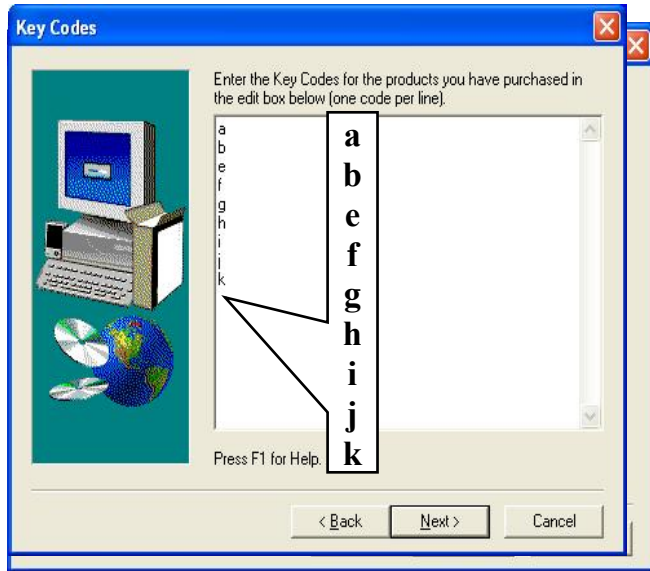 Key Codes
Enter the Key Codes for the products you have purchased in
the edit box below (one code per line).
a
b
e
f
g
h
i
j
k
a
b
e
f
g
h
i
j
k
Press F1 for Help.
< Back
Next >
Cancel